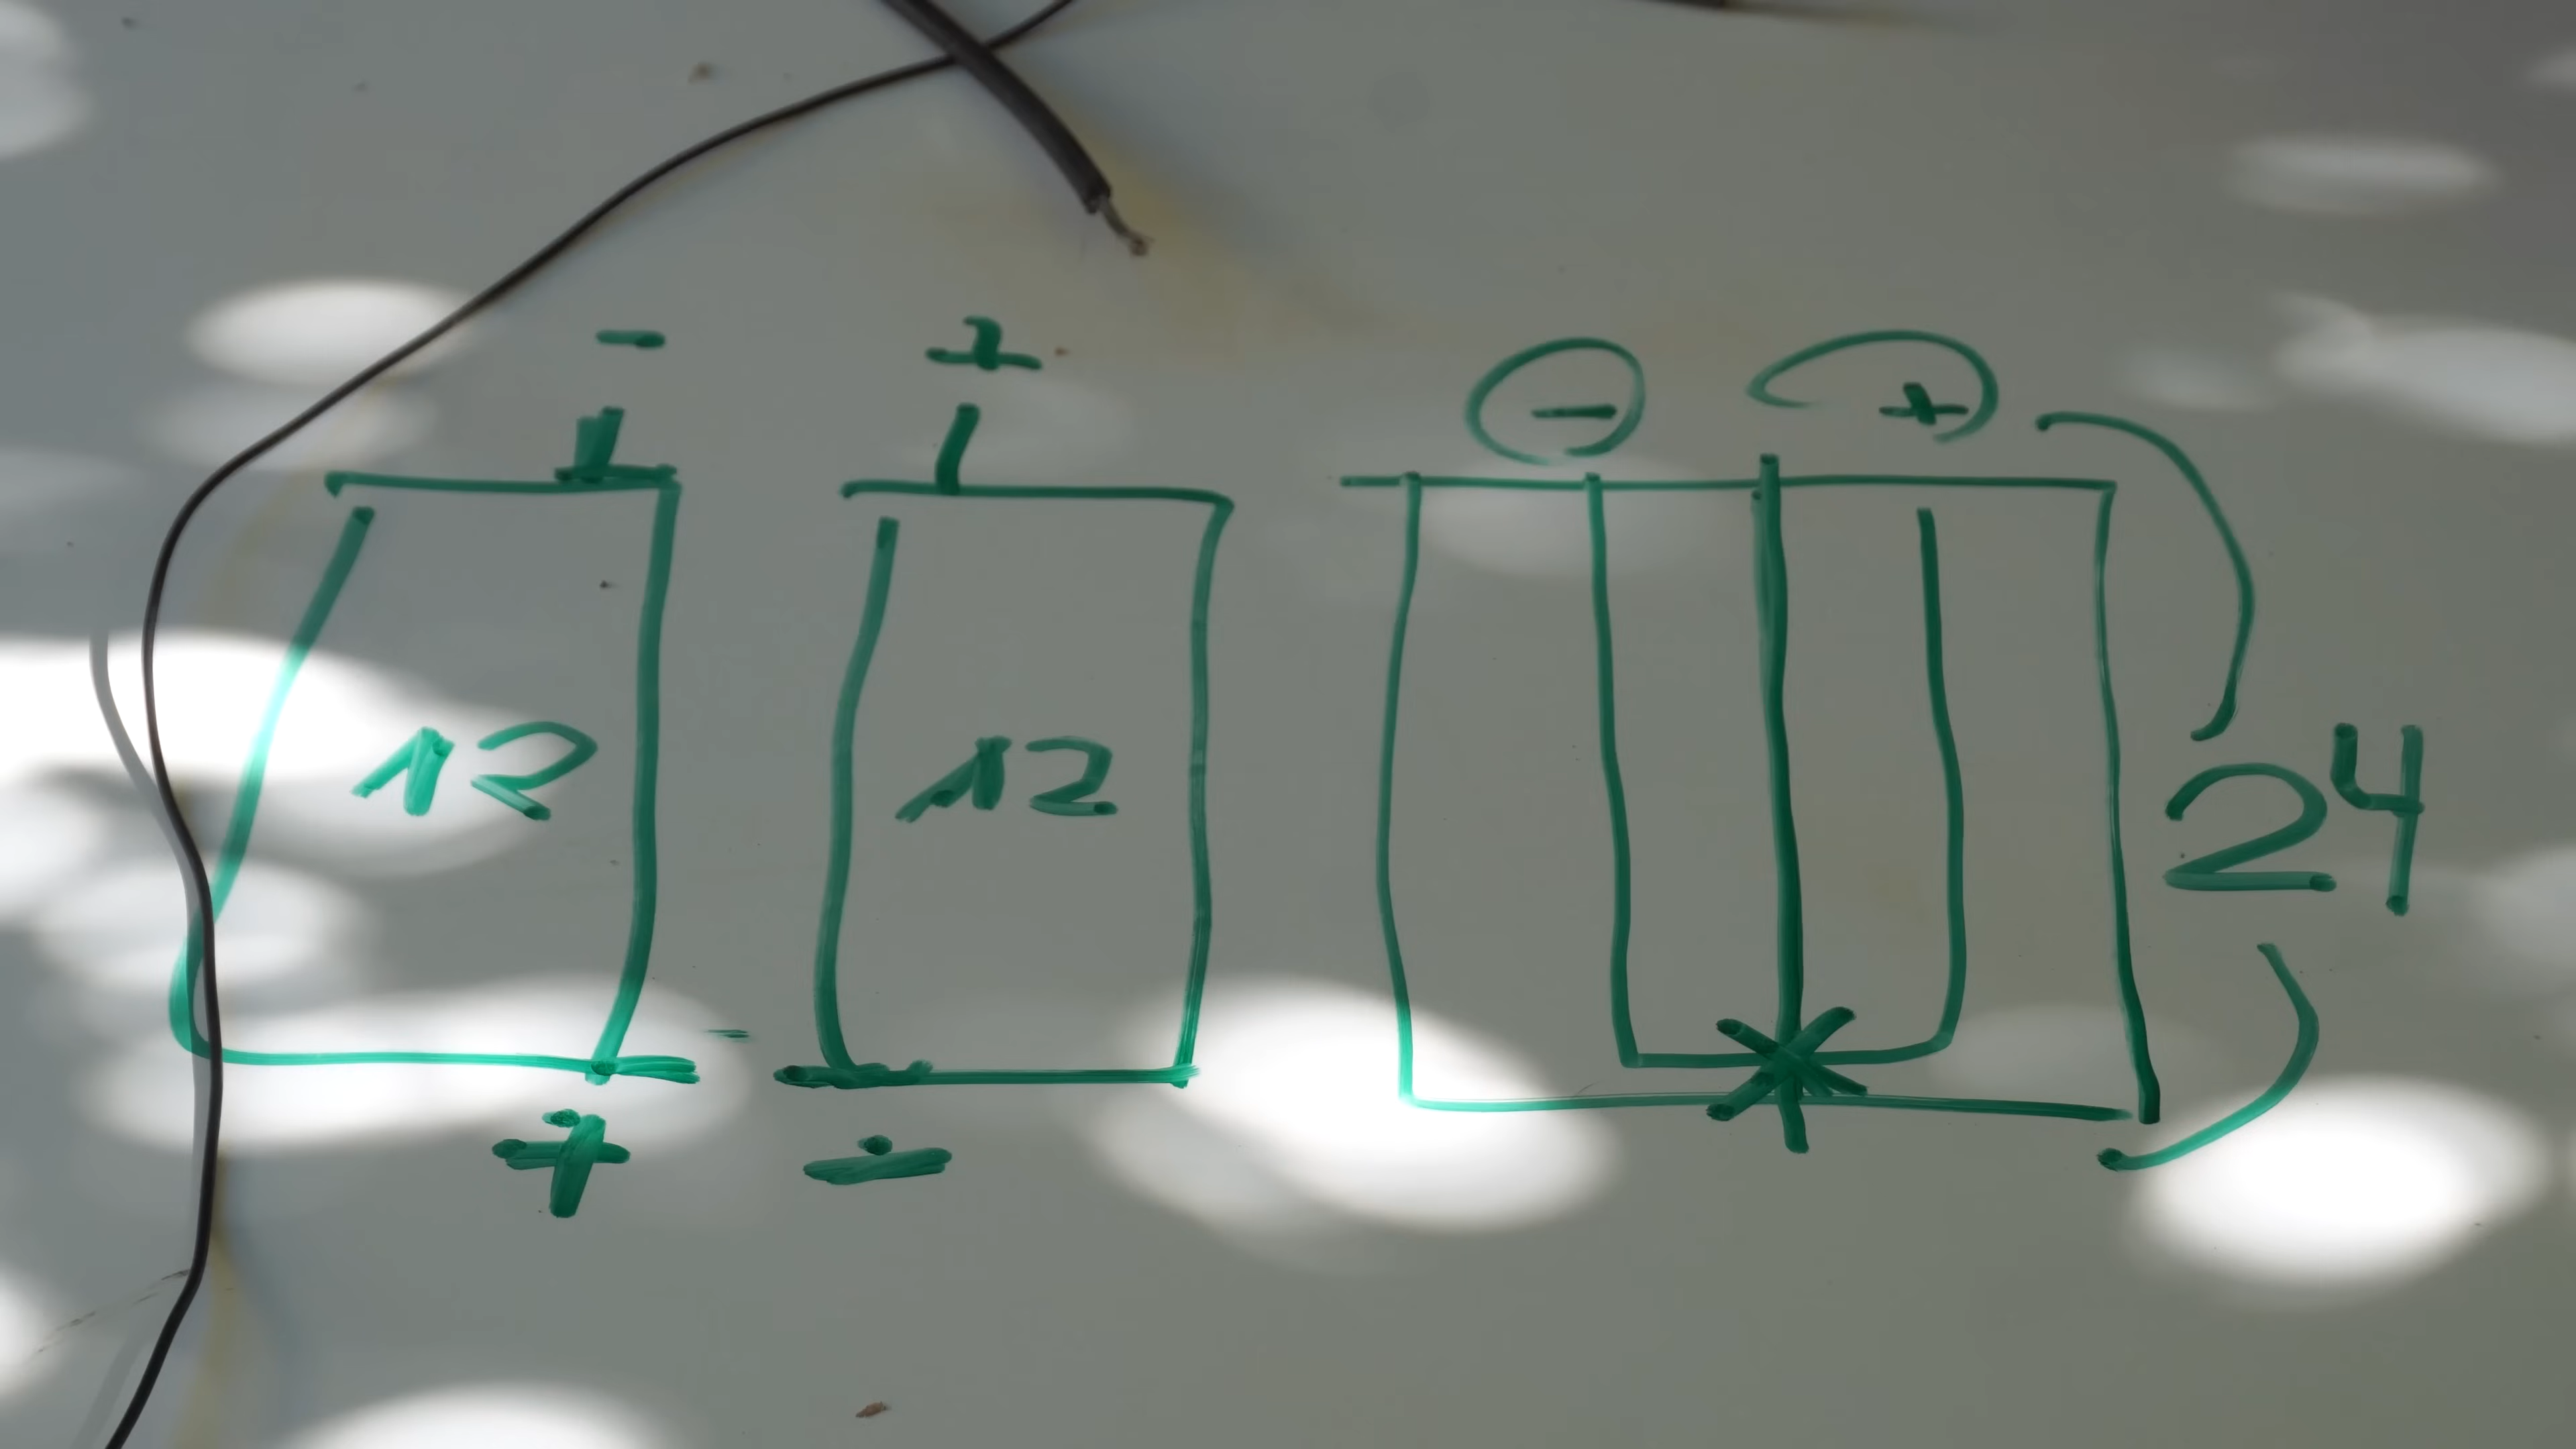 - + - +
12 12 24
+ -